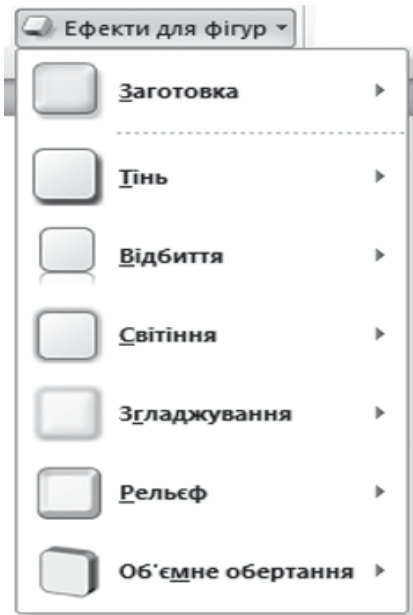 Ефекти для фігур
Заготовка
Тінь
Відбиття
Світіння
Згладжування
Рельєф
Об'ємне обертання